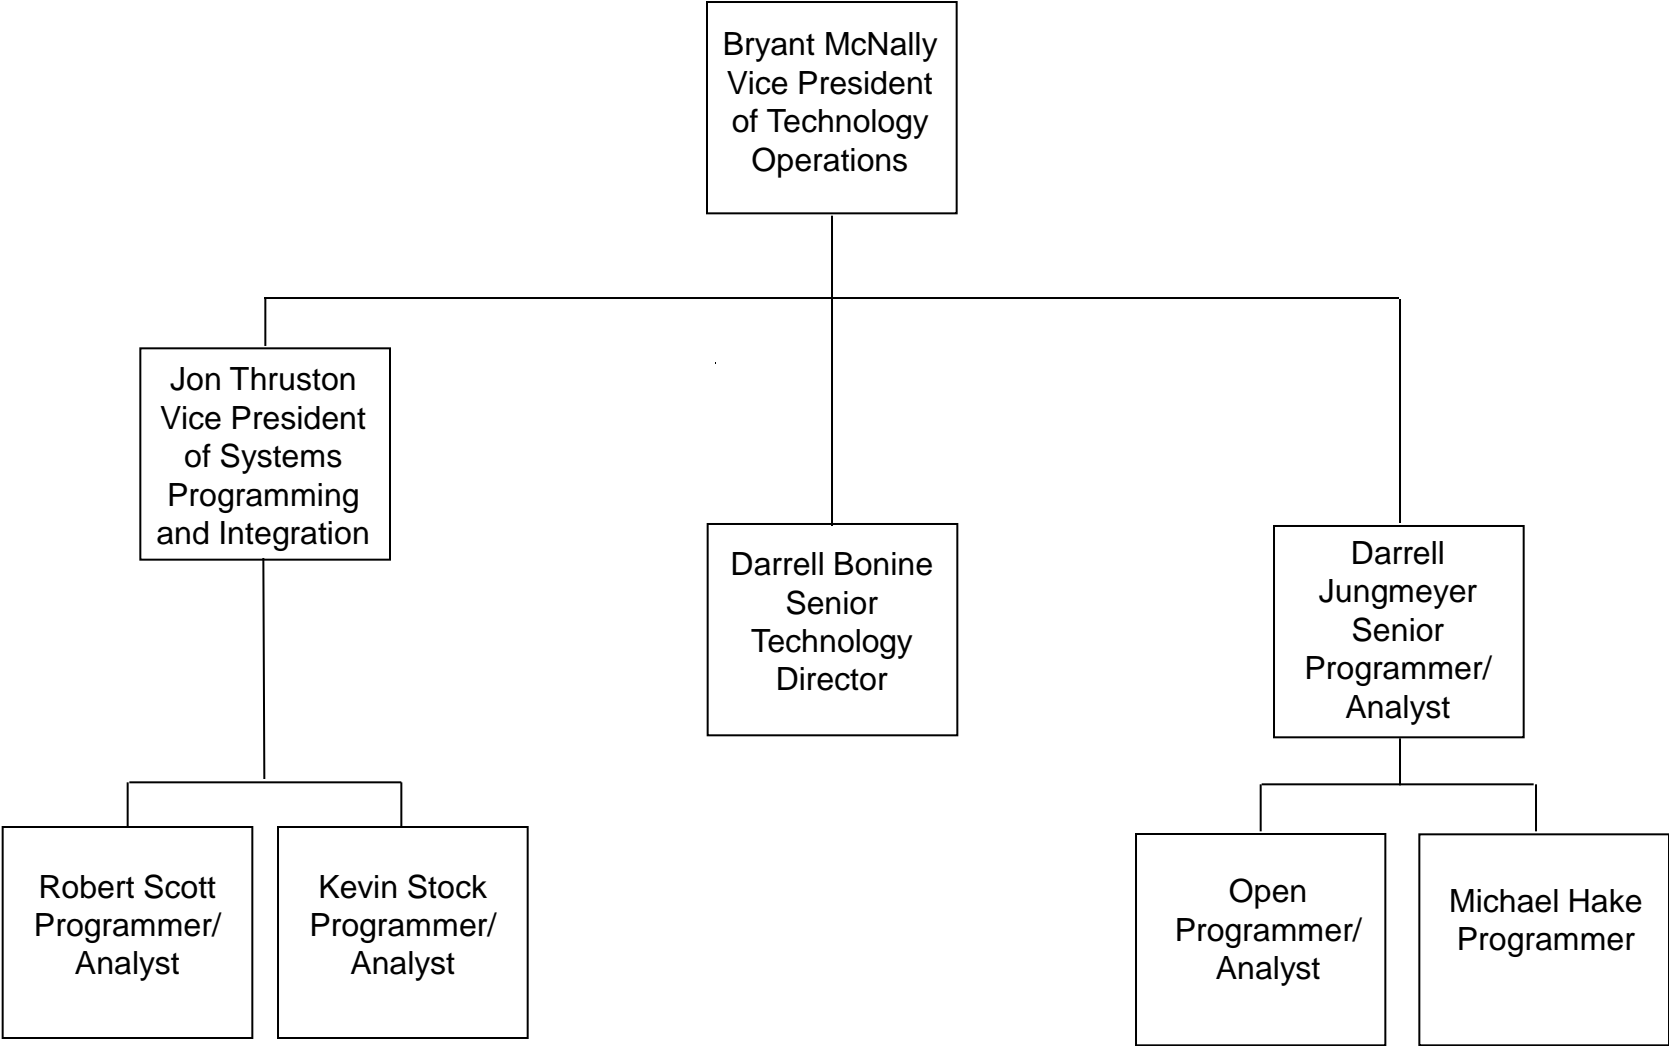 Bryant McNally
Vice President
of Technology
Operations
Jon Thruston
Vice President
of Systems
Programming
and Integration
Darrell Bonine
Senior
Technology
Director
Darrell
Jungmeyer
Senior
Programmer/
Analyst
Robert Scott
Programmer/
Analyst
Kevin Stock
Programmer/
Analyst
Open
Programmer/
Analyst
Michael Hake
Programmer